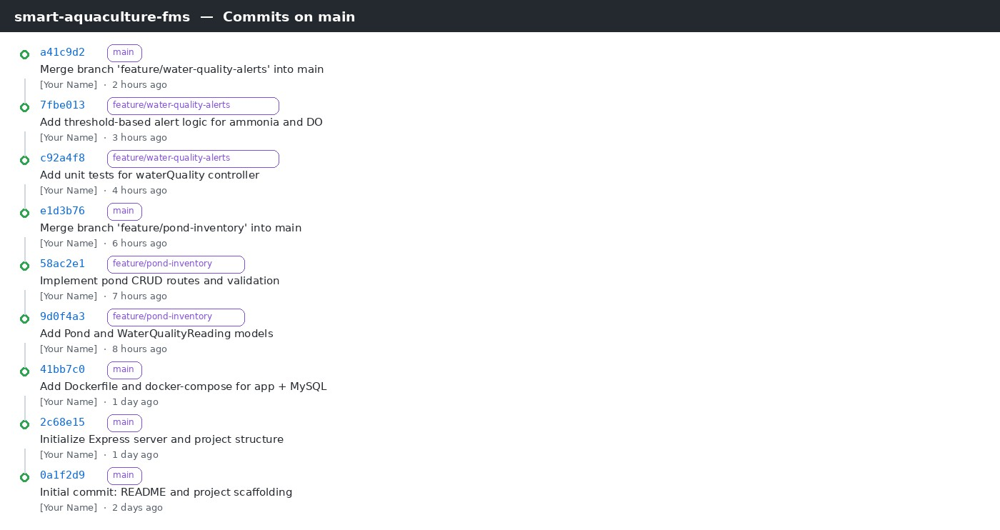 smart-aquaculture-fms — Commits on main
a41c9d2 main
Merge branch 'feature/water-quality-alerts' into main
[Your Name] · 2 hours ago
7fbe013 feature/water-quality-alerts
Add threshold-based alert logic for ammonia and DO
[Your Name] · 3 hours ago
c92a4f8 feature/water-quality-alerts
Add unit tests for waterQuality controller
[Your Name] · 4 hours ago
e1d3b76 main
Merge branch 'feature/pond-inventory' into main
[Your Name] · 6 hours ago
58ac2e1 feature/pond-inventory
Implement pond CRUD routes and validation
[Your Name] · 7 hours ago
9d0f4a3 feature/pond-inventory
Add Pond and WaterQualityReading models
[Your Name] · 8 hours ago
41bb7c0 main
Add Dockerfile and docker-compose for app + MySQL
[Your Name] · 1 day ago
2c68e15 main
Initialize Express server and project structure
[Your Name] · 1 day ago
0a1f2d9 main
Initial commit: README and project scaffolding
[Your Name] · 2 days ago